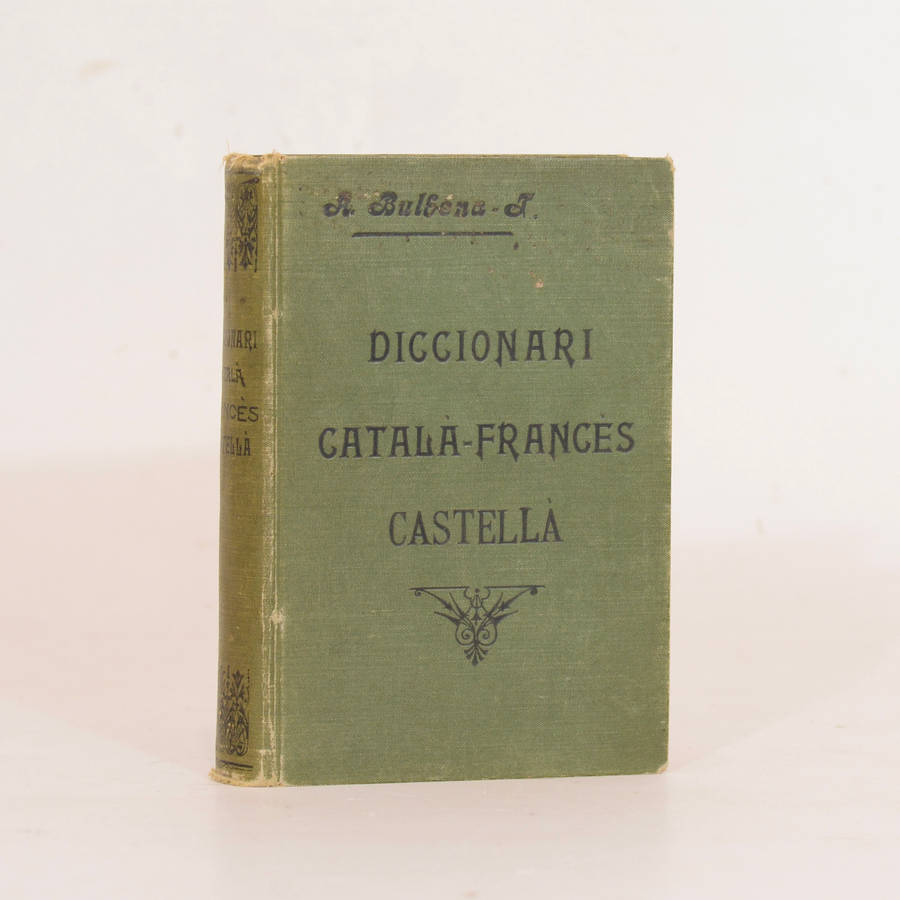 A. Bulbena-T.
DICCIONARI
CATALÀ-FRANCÈS
CASTELLÀ